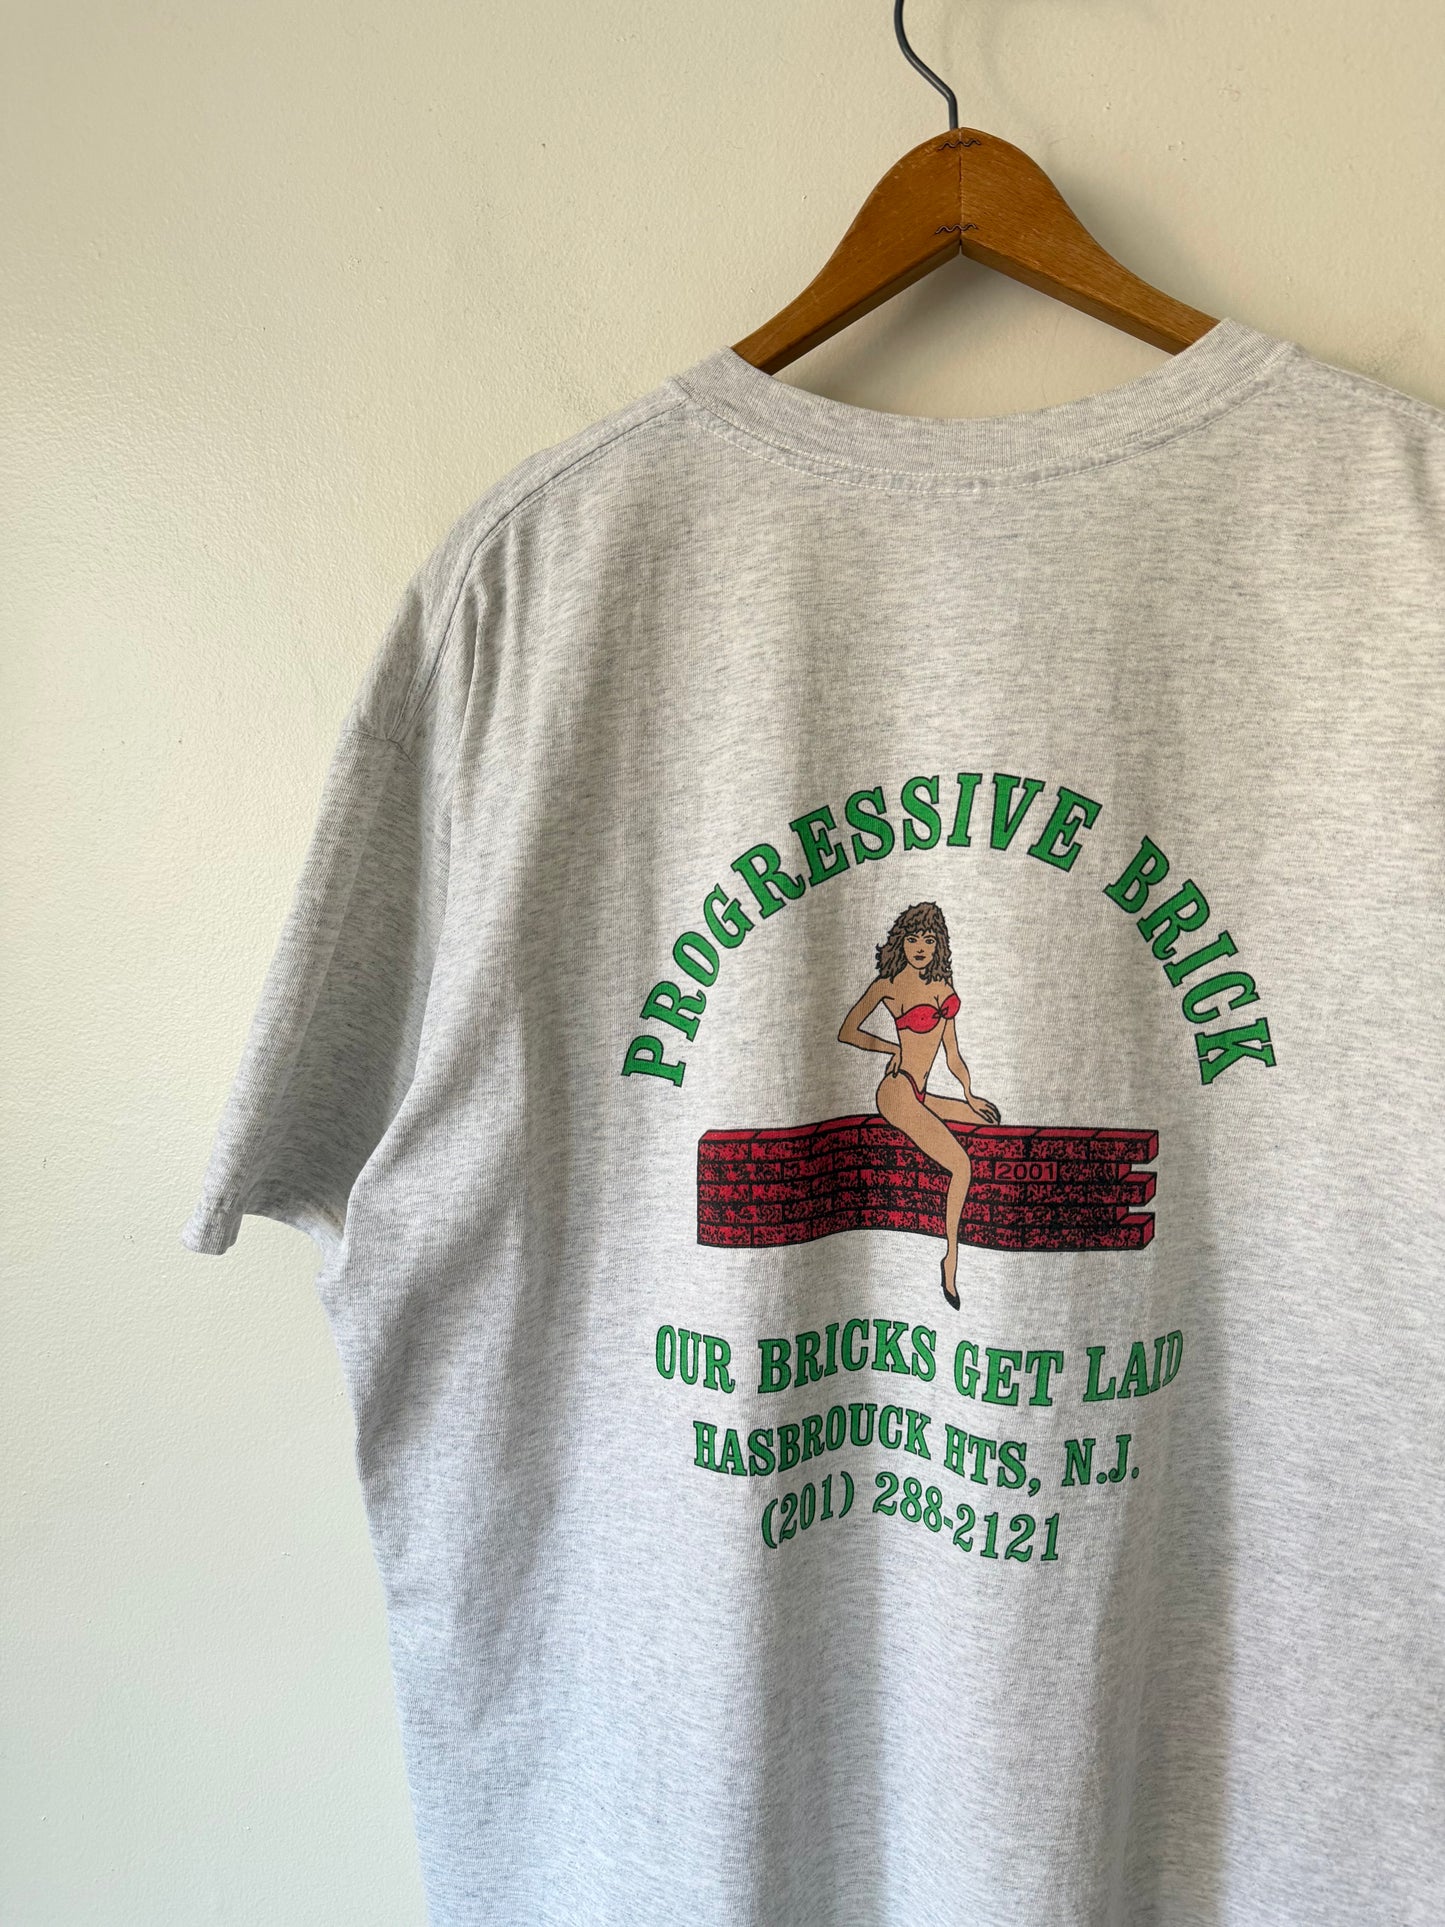 PROGRESSIVE BRICK
2001
OUR BRICKS GET LAID
HASBROUCK HTS, N.J.
(201) 288-2121